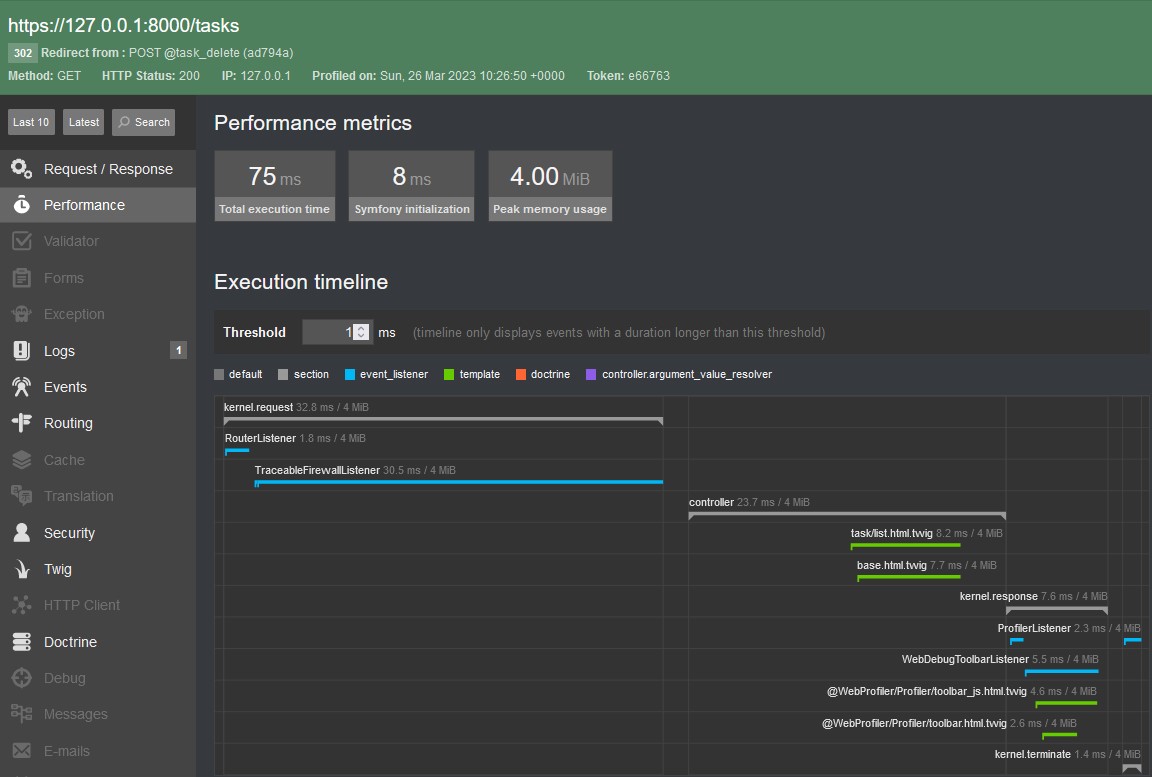 https://127.0.0.1:8000/tasks
302 Redirect from : POST @task_delete (ad794a)
Method: GET HTTP Status: 200 IP: 127.0.0.1 Profiled on: Sun, 26 Mar 2023 10:26:50 +0000 Token: e66763
Last 10 Latest Search
Request / Response
Performance
Validator
Forms
Exception
Logs 1
Events
Routing
Cache
Translation
Security
Twig
HTTP Client
Doctrine
Debug
Messages
E-mails
Performance metrics
75 ms
Total execution time
8 ms
Symfony initialization
4.00 MiB
Peak memory usage
Execution timeline
Threshold 1 ms (timeline only displays events with a duration longer than this threshold)
default section event_listener template doctrine controller.argument_value_resolver
kernel.request 32.8 ms / 4 MiB
RouterListener 1.8 ms / 4 MiB
TraceableFirewallListener 30.5 ms / 4 MiB
controller 23.7 ms / 4 MiB
task/list.html.twig 8.2 ms / 4 MiB
base.html.twig 7.7 ms / 4 MiB
kernel.response 7.6 ms / 4 MiB
ProfilerListener 2.3 ms / 4 MiB
WebDebugToolbarListener 5.5 ms / 4 MiB
@WebProfiler/Profiler/toolbar_js.html.twig 4.6 ms / 4 MiB
@WebProfiler/Profiler/toolbar.html.twig 2.6 ms / 4 MiB
kernel.terminate 1.4 ms / 4 MiB